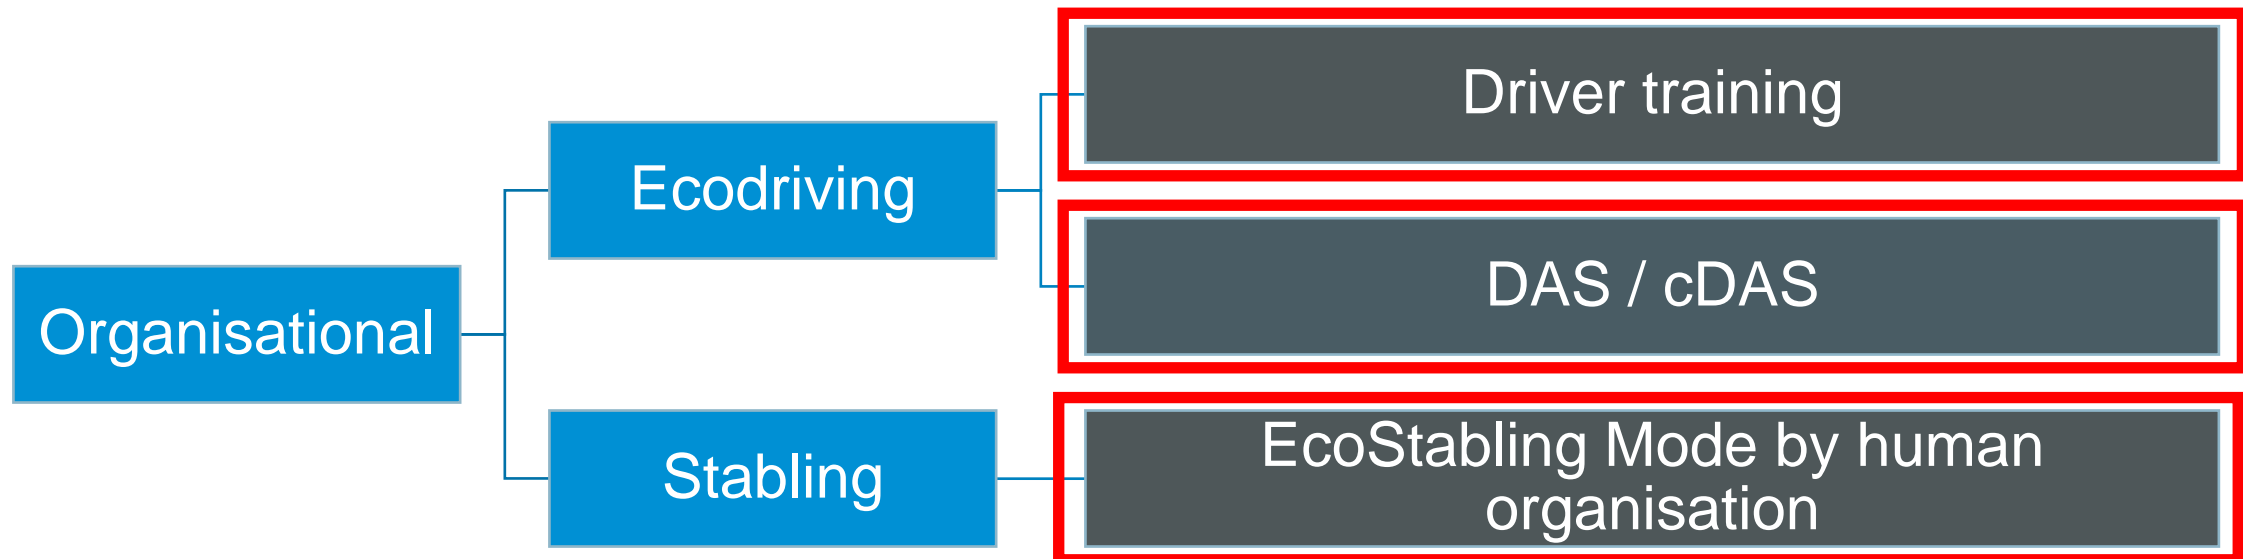 Organisational
Ecodriving
Driver training
DAS / cDAS
Stabling
EcoStabling Mode by human
organisation